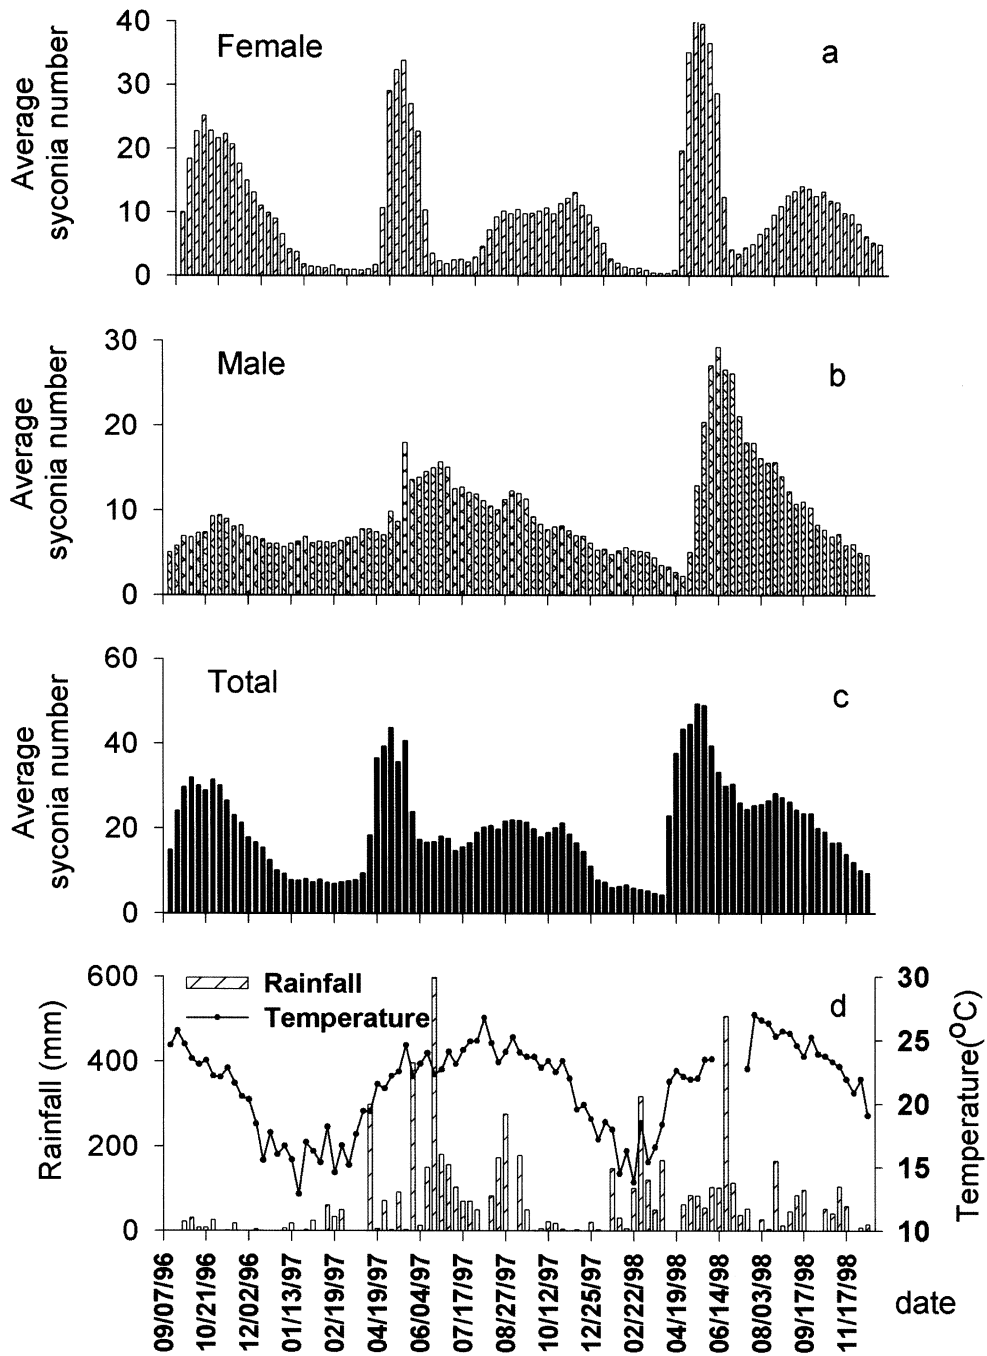 Average
syconia number
40
30
20
10
0
Female
a
Average
syconia number
30
20
10
0
Male
b
Average
syconia number
60
40
20
0
Total
c
Rainfall (mm)
600
400
200
0
Rainfall
Temperature
d
30
25
20
15
10
Temperature(°C)
09/07/96
10/21/96
12/02/96
01/13/97
02/19/97
04/19/97
06/04/97
07/17/97
08/27/97
10/12/97
12/25/97
02/22/98
04/19/98
06/14/98
08/03/98
09/17/98
11/17/98
date